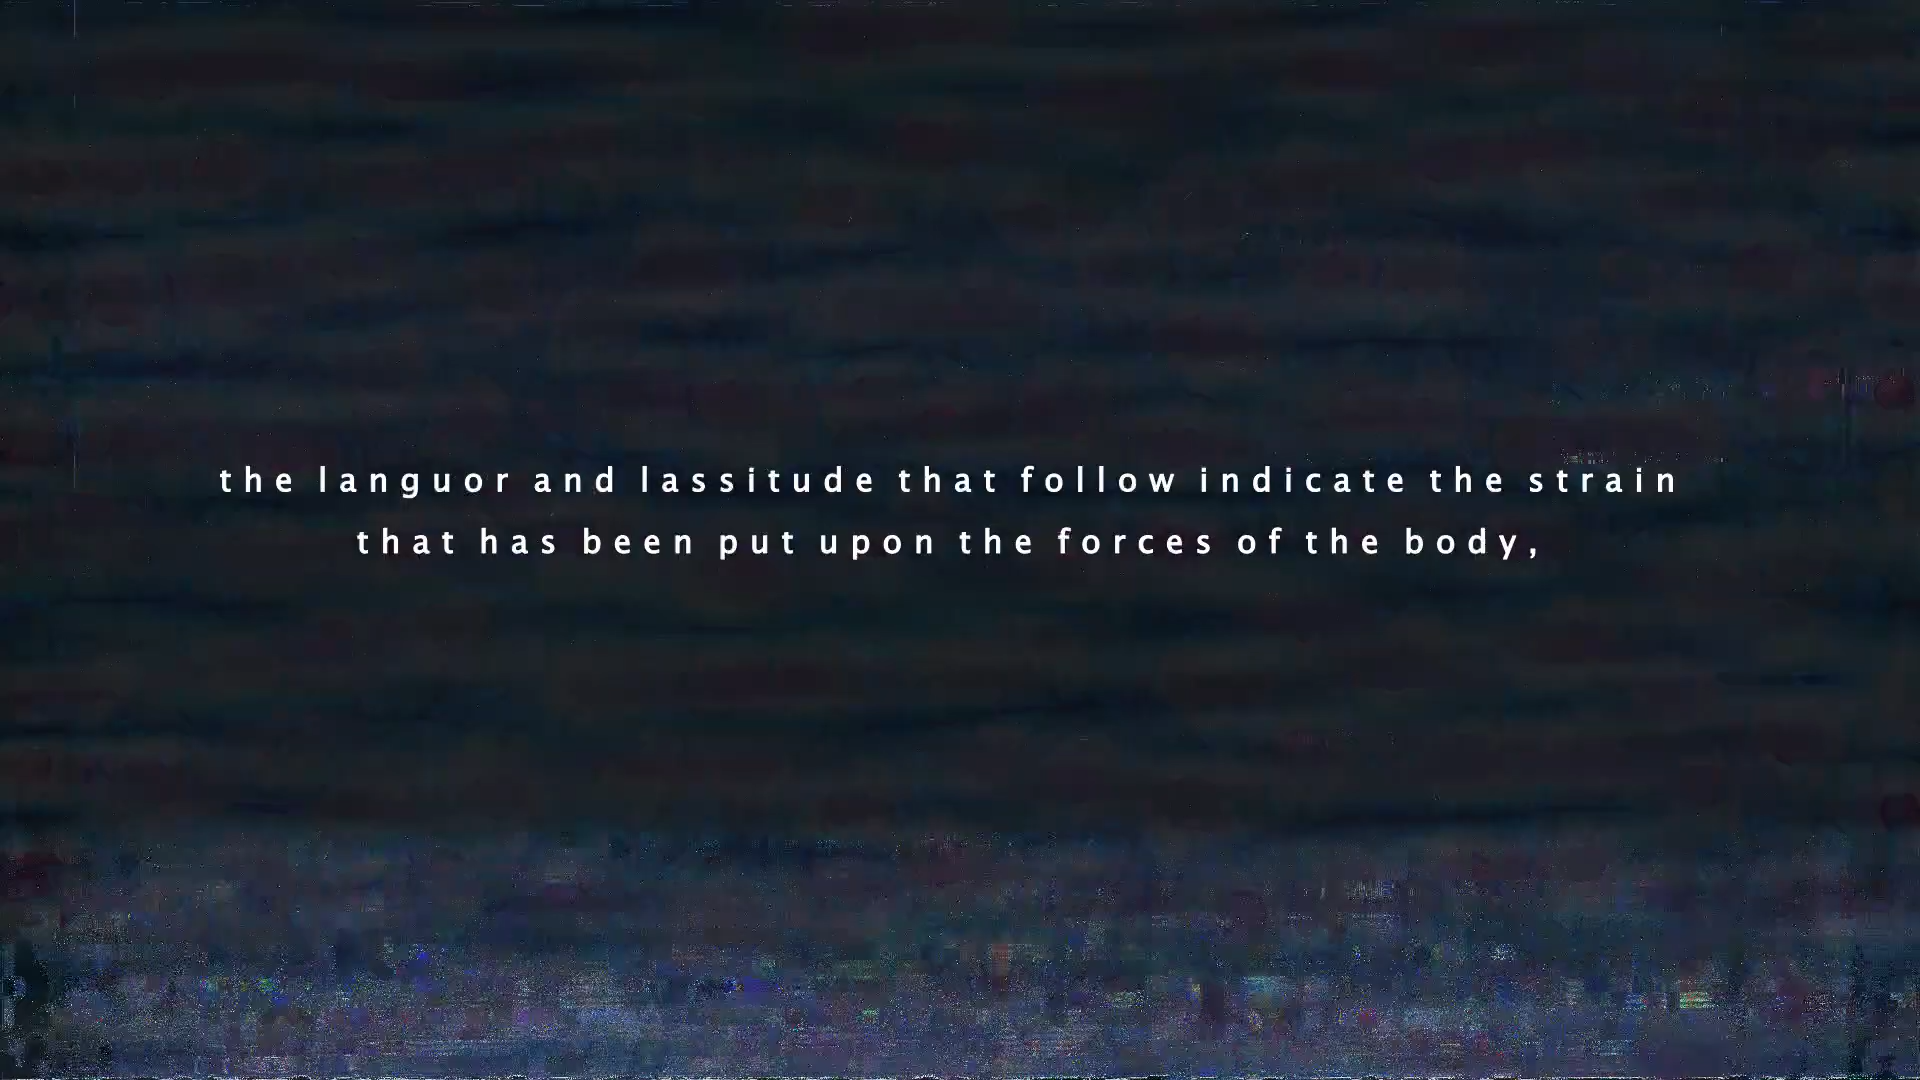 the languor and lassitude that follow indicate the strain
that has been put upon the forces of the body,